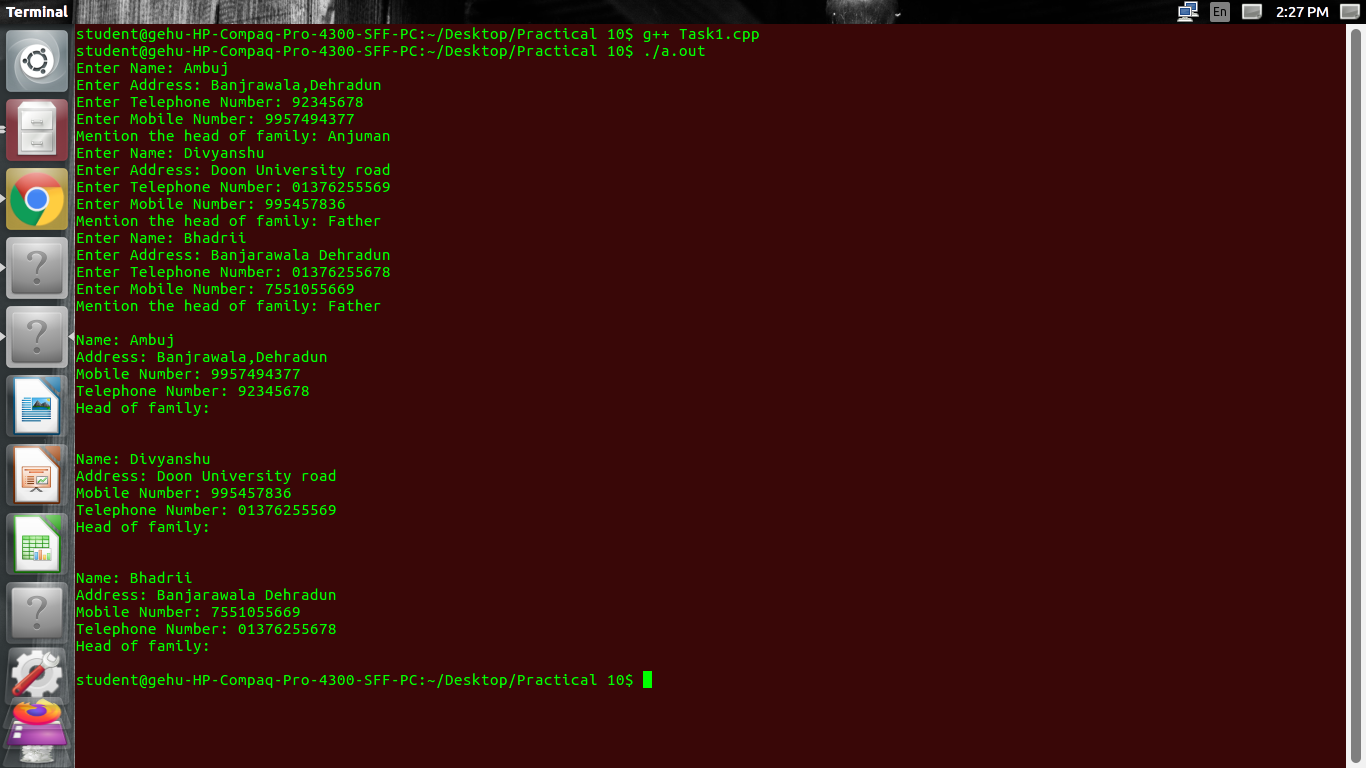 Terminal
En
2:27 PM
student@gehu-HP-Compaq-Pro-4300-SFF-PC:~/Desktop/Practical 10$ g++ Task1.cpp
student@gehu-HP-Compaq-Pro-4300-SFF-PC:~/Desktop/Practical 10$ ./a.out
Enter Name: Ambuj
Enter Address: Banjrawala,Dehradun
Enter Telephone Number: 92345678
Enter Mobile Number: 9957494377
Mention the head of family: Anjuman
Enter Name: Divyanshu
Enter Address: Doon University road
Enter Telephone Number: 01376255569
Enter Mobile Number: 995457836
Mention the head of family: Father
Enter Name: Bhadrii
Enter Address: Banjarawala Dehradun
Enter Telephone Number: 01376255678
Enter Mobile Number: 7551055669
Mention the head of family: Father
Name: Ambuj
Address: Banjrawala,Dehradun
Mobile Number: 9957494377
Telephone Number: 92345678
Head of family:
Name: Divyanshu
Address: Doon University road
Mobile Number: 995457836
Telephone Number: 01376255569
Head of family:
Name: Bhadrii
Address: Banjarawala Dehradun
Mobile Number: 7551055669
Telephone Number: 01376255678
Head of family:
student@gehu-HP-Compaq-Pro-4300-SFF-PC:~/Desktop/Practical 10$